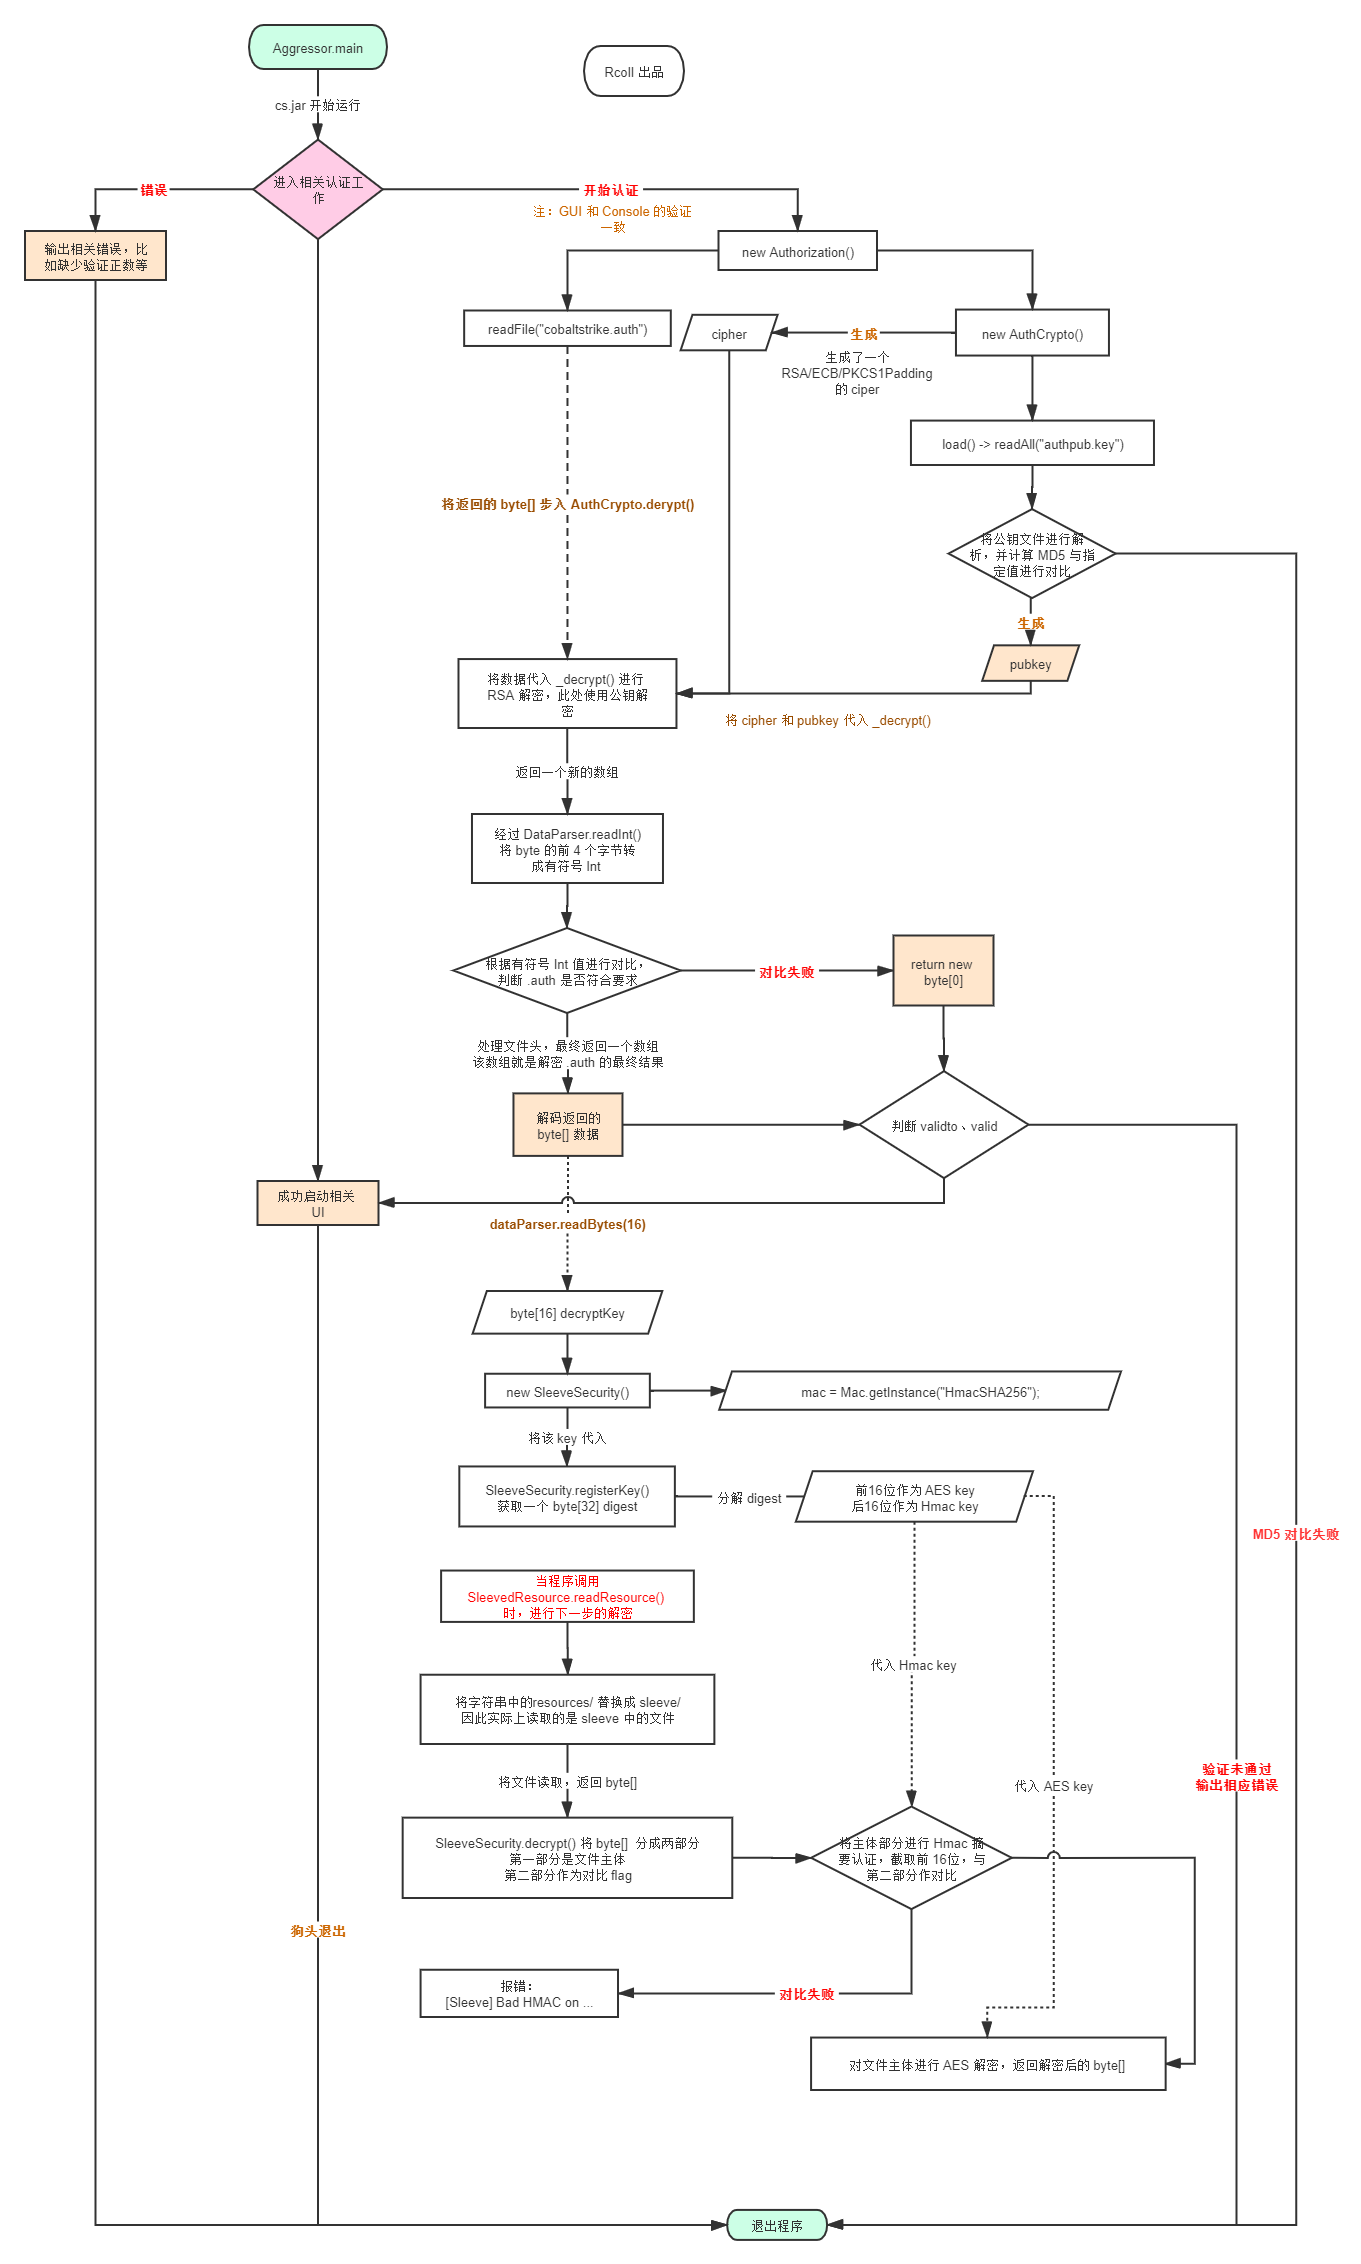 Aggressor.main
Rcoll 出品
cs.jar 开始运行
进入相关认证工
作
错误
开始认证
注：GUI 和 Console 的验证
一致
输出相关错误，比
如缺少验证正数等
new Authorization()
readFile("cobaltstrike.auth")
cipher
生成
new AuthCrypto()
生成了一个
RSA/ECB/PKCS1Padding
的 ciper
load() -> readAll("authpub.key")
将返回的 byte[] 步入 AuthCrypto.derypt()
将公钥文件进行解
析，并计算 MD5 与指
定值进行对比
生成
pubkey
将数据代入 _decrypt() 进行
RSA 解密，此处使用公钥解
密
将 cipher 和 pubkey 代入 _decrypt()
返回一个新的数组
经过 DataParser.readInt()
将 byte 的前 4 个字节转
成有符号 Int
根据有符号 Int 值进行对比，
判断 .auth 是否符合要求
对比失败
return new
byte[0]
处理文件头，最终返回一个数组
该数组就是解密 .auth 的最终结果
解码返回的
byte[] 数据
判断 validto、valid
成功启动相关
UI
dataParser.readBytes(16)
byte[16] decryptKey
new SleeveSecurity()
mac = Mac.getInstance("HmacSHA256");
将该 key 代入
SleeveSecurity.registerKey()
获取一个 byte[32] digest
分解 digest
前16位作为 AES key
后16位作为 Hmac key
MD5 对比失败
当程序调用
SleevedResource.readResource()
时，进行下一步的解密
代入 Hmac key
将字符串中的resources/ 替换成 sleeve/
因此实际上读取的是 sleeve 中的文件
将文件读取，返回 byte[]
代入 AES key
验证未通过
输出相应错误
SleeveSecurity.decrypt() 将 byte[] 分成两部分
第一部分是文件主体
第二部分作为对比 flag
将主体部分进行 Hmac 摘
要认证，截取前 16位，与
第二部分作对比
狗头退出
报错：
[Sleeve] Bad HMAC on ...
对比失败
对文件主体进行 AES 解密，返回解密后的 byte[]
退出程序